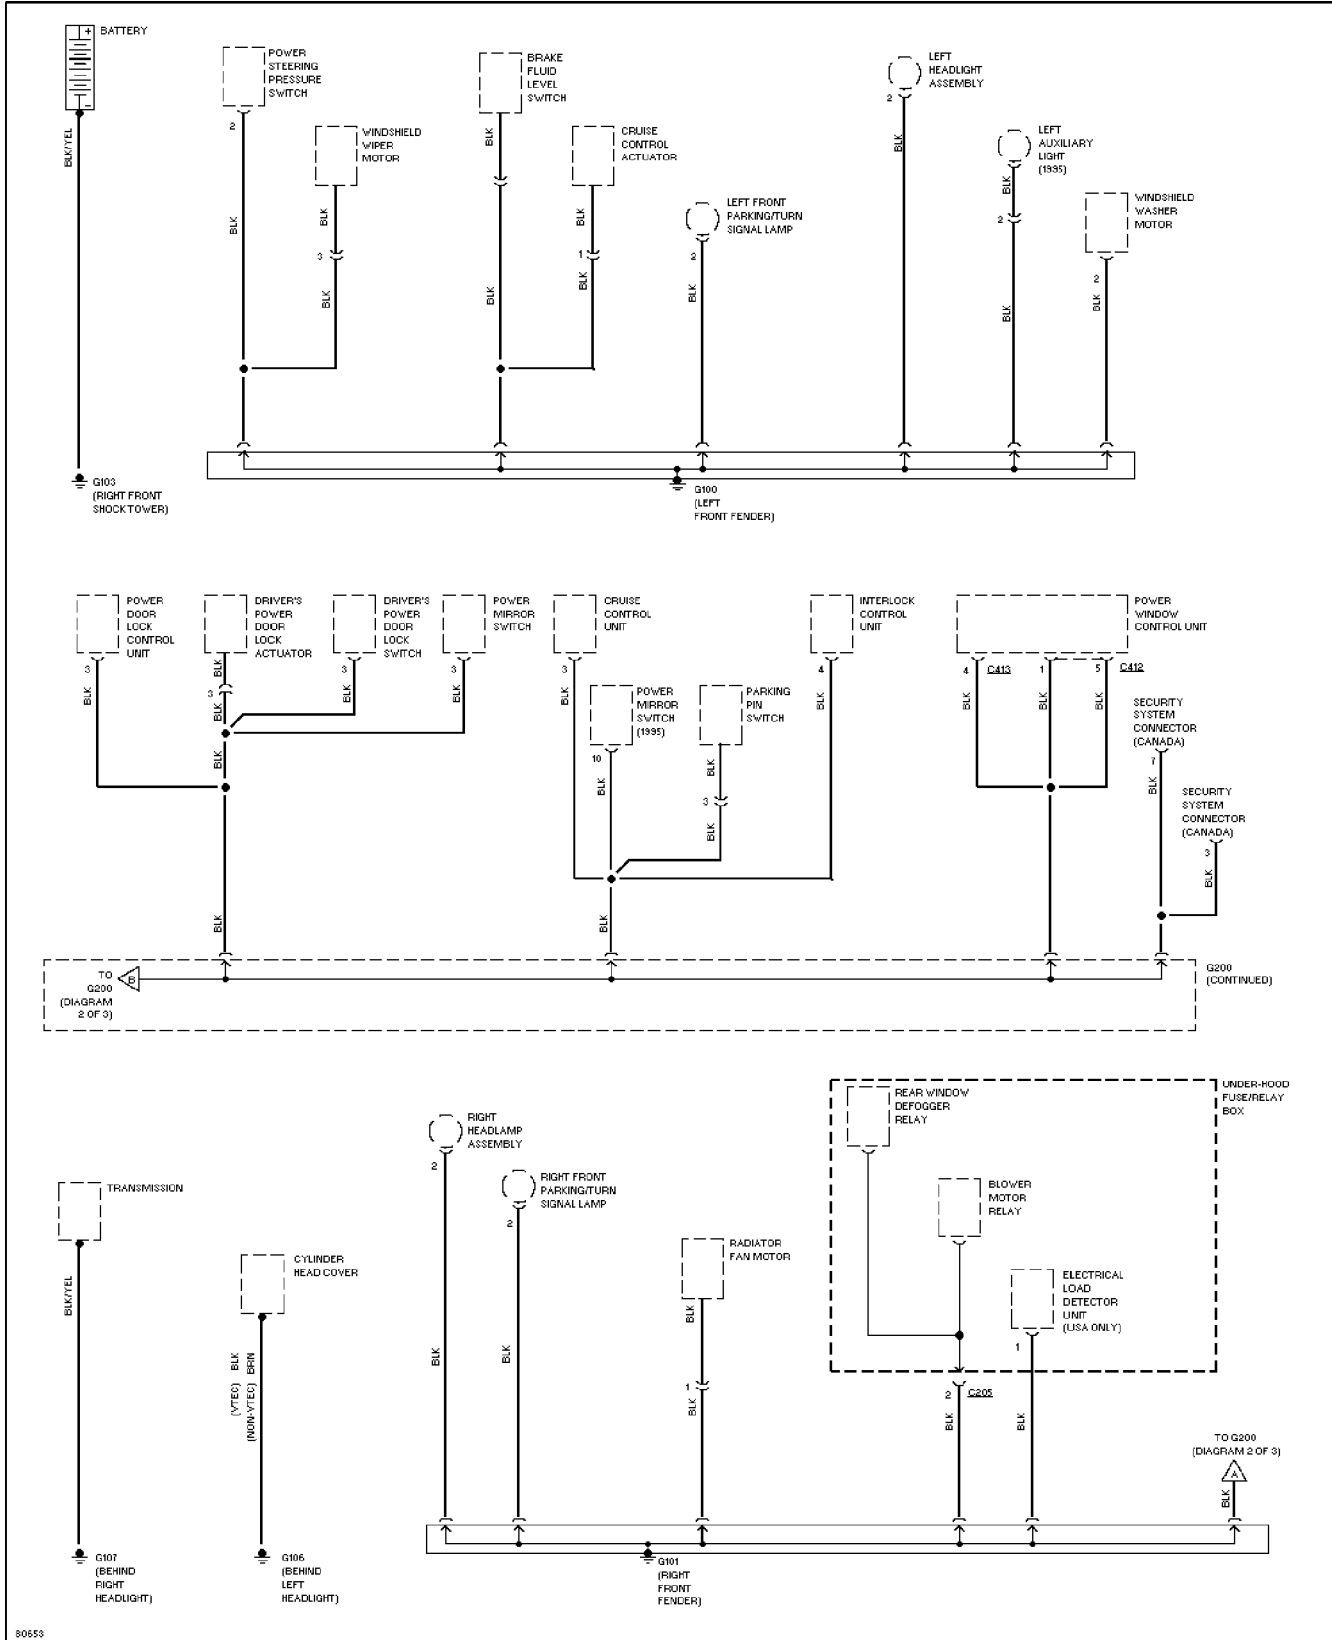 + BATTERY
-
BLK/YEL
G103
(RIGHT FRONT
SHOCK TOWER)
POWER
STEERING
PRESSURE
SWITCH
2
BLK
WINDSHIELD
WIPER
MOTOR
BLK
3
BLK
BRAKE
FLUID
LEVEL
SWITCH
BLK
BLK
CRUISE
CONTROL
ACTUATOR
BLK
1
BLK
LEFT FRONT
PARKING/TURN
SIGNAL LAMP
2
BLK
LEFT
HEADLIGHT
ASSEMBLY
2
BLK
LEFT
AUXILIARY
LIGHT
(1995)
BLK
2
BLK
WINDSHIELD
WASHER
MOTOR
2
BLK
G100
(LEFT
FRONT FENDER)
POWER
DOOR
LOCK
CONTROL
UNIT
3
BLK
DRIVER'S
POWER
DOOR
LOCK
ACTUATOR
BLK
3
BLK
BLK
BLK
DRIVER'S
POWER
DOOR
LOCK
SWITCH
3
BLK
POWER
MIRROR
SWITCH
3
BLK
CRUISE
CONTROL
UNIT
3
BLK
POWER
MIRROR
SWITCH
(1995)
10
BLK
BLK
PARKING
PIN
SWITCH
BLK
3
BLK
INTERLOCK
CONTROL
UNIT
4
BLK
POWER
WINDOW
CONTROL UNIT
4 C413
BLK
1
BLK
5 C412
BLK
SECURITY
SYSTEM
CONNECTOR
(CANADA)
7
BLK
SECURITY
SYSTEM
CONNECTOR
(CANADA)
3
BLK
TO
G200
(DIAGRAM
2 OF 3)
B
G200
(CONTINUED)
TRANSMISSION
BLK/YEL
G107
(BEHIND
RIGHT
HEADLIGHT)
CYLINDER
HEAD COVER
(VTEC) BLK
(NON-VTEC) BRN
G106
(BEHIND
LEFT
HEADLIGHT)
RIGHT
HEADLAMP
ASSEMBLY
2
BLK
RIGHT FRONT
PARKING/TURN
SIGNAL LAMP
2
BLK
RADIATOR
FAN MOTOR
BLK
1
BLK
UNDER-HOOD
FUSE/RELAY
BOX
REAR WINDOW
DEFOGGER
RELAY
BLOWER
MOTOR
RELAY
ELECTRICAL
LOAD
DETECTOR
UNIT
(USA ONLY)
1
2 C205
BLK
BLK
TO G200
(DIAGRAM 2 OF 3)
A
BLK
G101
(RIGHT
FRONT
FENDER)
80653